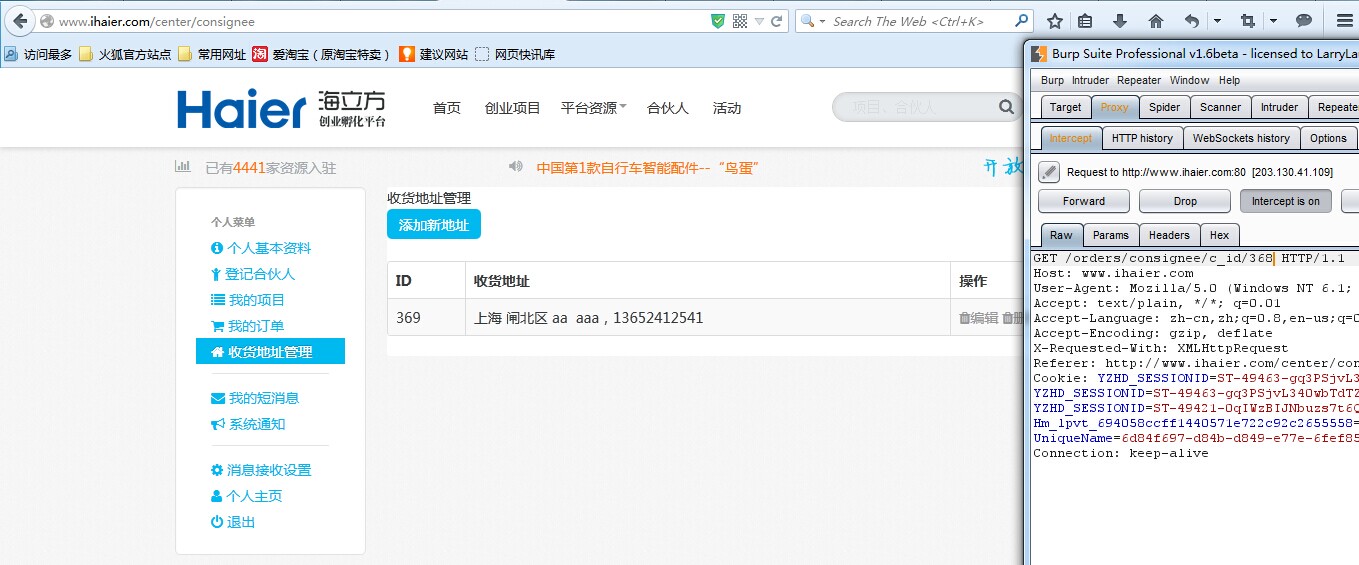 www.ihaier.com/center/consignee
Search The Web <Ctrl+K>
访问最多 火狐官方站点 常用网址 爱淘宝（原淘宝特卖） 建议网站 网页快讯库
Haier 海立方
创业孵化平台
首页 创业项目 平台资源 合伙人 活动
项目、合伙人
已有4441家资源入驻
中国第1款自行车智能配件--“鸟蛋”
开放
个人菜单
个人基本资料
登记合伙人
我的项目
我的订单
收货地址管理
我的短消息
系统通知
消息接收设置
个人主页
退出
收货地址管理
添加新地址
ID 收货地址 操作
369 上海 闸北区 aa aaa，13652412541 编辑 删
Burp Suite Professional v1.6beta - licensed to LarryLa
Burp Intruder Repeater Window Help
Target Proxy Spider Scanner Intruder Repeate
Intercept HTTP history WebSockets history Options
Request to http://www.ihaier.com:80 [203.130.41.109]
Forward Drop Intercept is on
Raw Params Headers Hex
GET /orders/consignee/c_id/368 HTTP/1.1
Host: www.ihaier.com
User-Agent: Mozilla/5.0 (Windows NT 6.1;
Accept: text/plain, */*; q=0.01
Accept-Language: zh-cn,zh;q=0.8,en-us;q=0
Accept-Encoding: gzip, deflate
X-Requested-With: XMLHttpRequest
Referer: http://www.ihaier.com/center/con
Cookie: YZHD_SESSIONID=ST-49463-gq3PSjvL3
YZHD_SESSIONID=ST-49463-gq3PSjvL340wbTdTZ
YZHD_SESSIONID=ST-49421-0qIWzBIJNbuzs7t6Q
Hm_lpvt_694058ccff1440571e722c92c2655558=
UniqueName=6d84f697-d84b-d849-e77e-6fef85
Connection: keep-alive